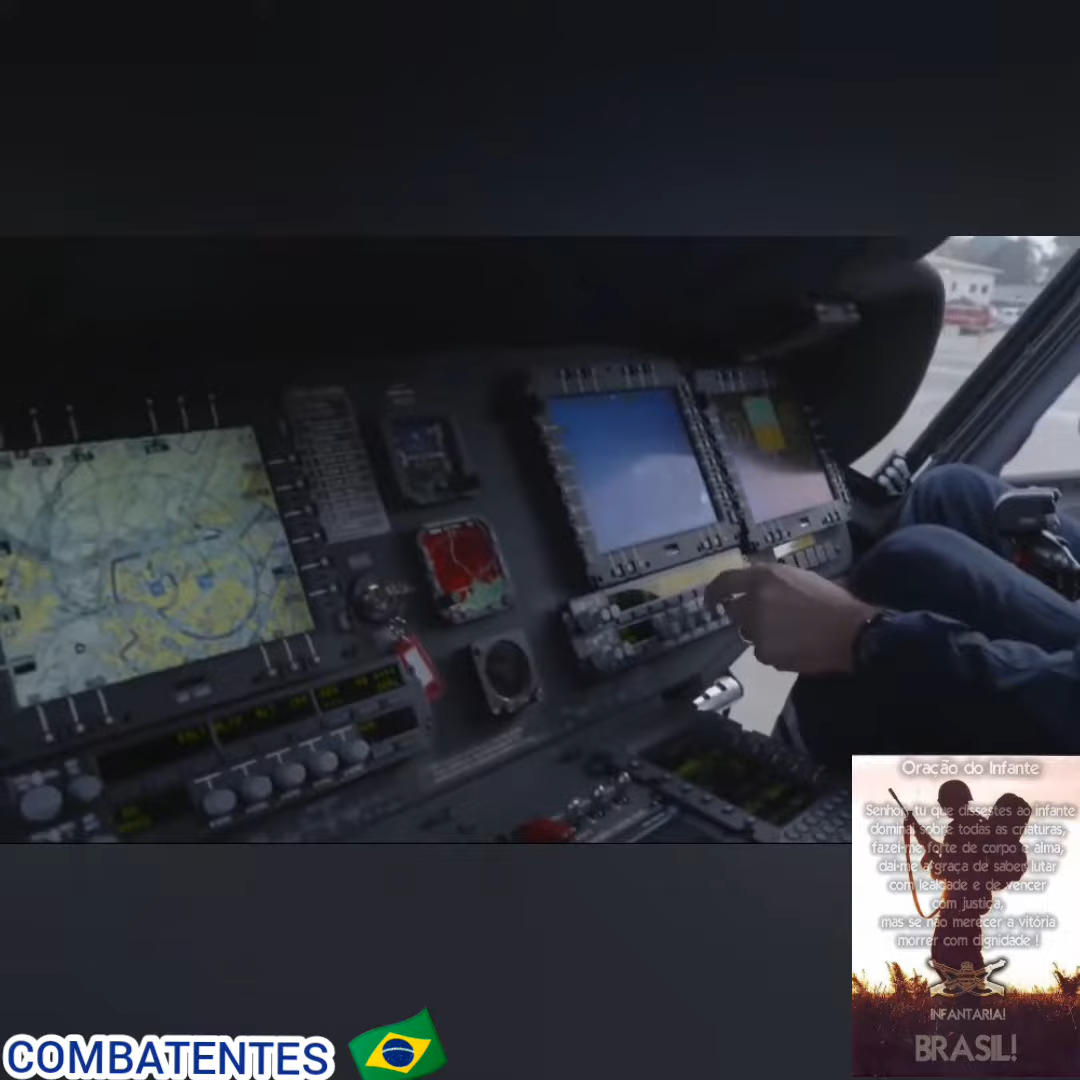 Oração do Infante
Senhor, tu que dissestes ao infante
domina sobre todas as criaturas,
fazei-me forte de corpo e alma,
dai-me a graça de saber lutar
com lealdade e de vencer
com justiça,
mas se não merecer a vitória
morrer com dignidade !
INFANTARIA!
BRASIL!
COMBATENTES